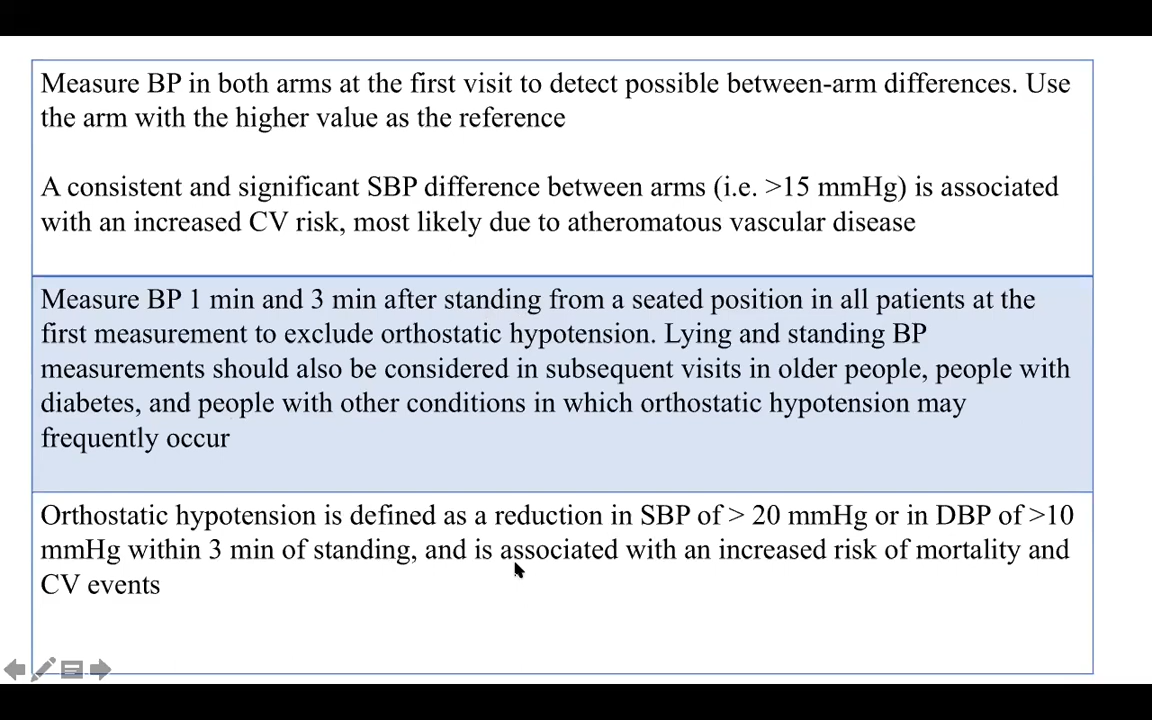 Measure BP in both arms at the first visit to detect possible between-arm differences. Use
the arm with the higher value as the reference
A consistent and significant SBP difference between arms (i.e. >15 mmHg) is associated
with an increased CV risk, most likely due to atheromatous vascular disease
Measure BP 1 min and 3 min after standing from a seated position in all patients at the
first measurement to exclude orthostatic hypotension. Lying and standing BP
measurements should also be considered in subsequent visits in older people, people with
diabetes, and people with other conditions in which orthostatic hypotension may
frequently occur
Orthostatic hypotension is defined as a reduction in SBP of > 20 mmHg or in DBP of >10
mmHg within 3 min of standing, and is associated with an increased risk of mortality and
CV events